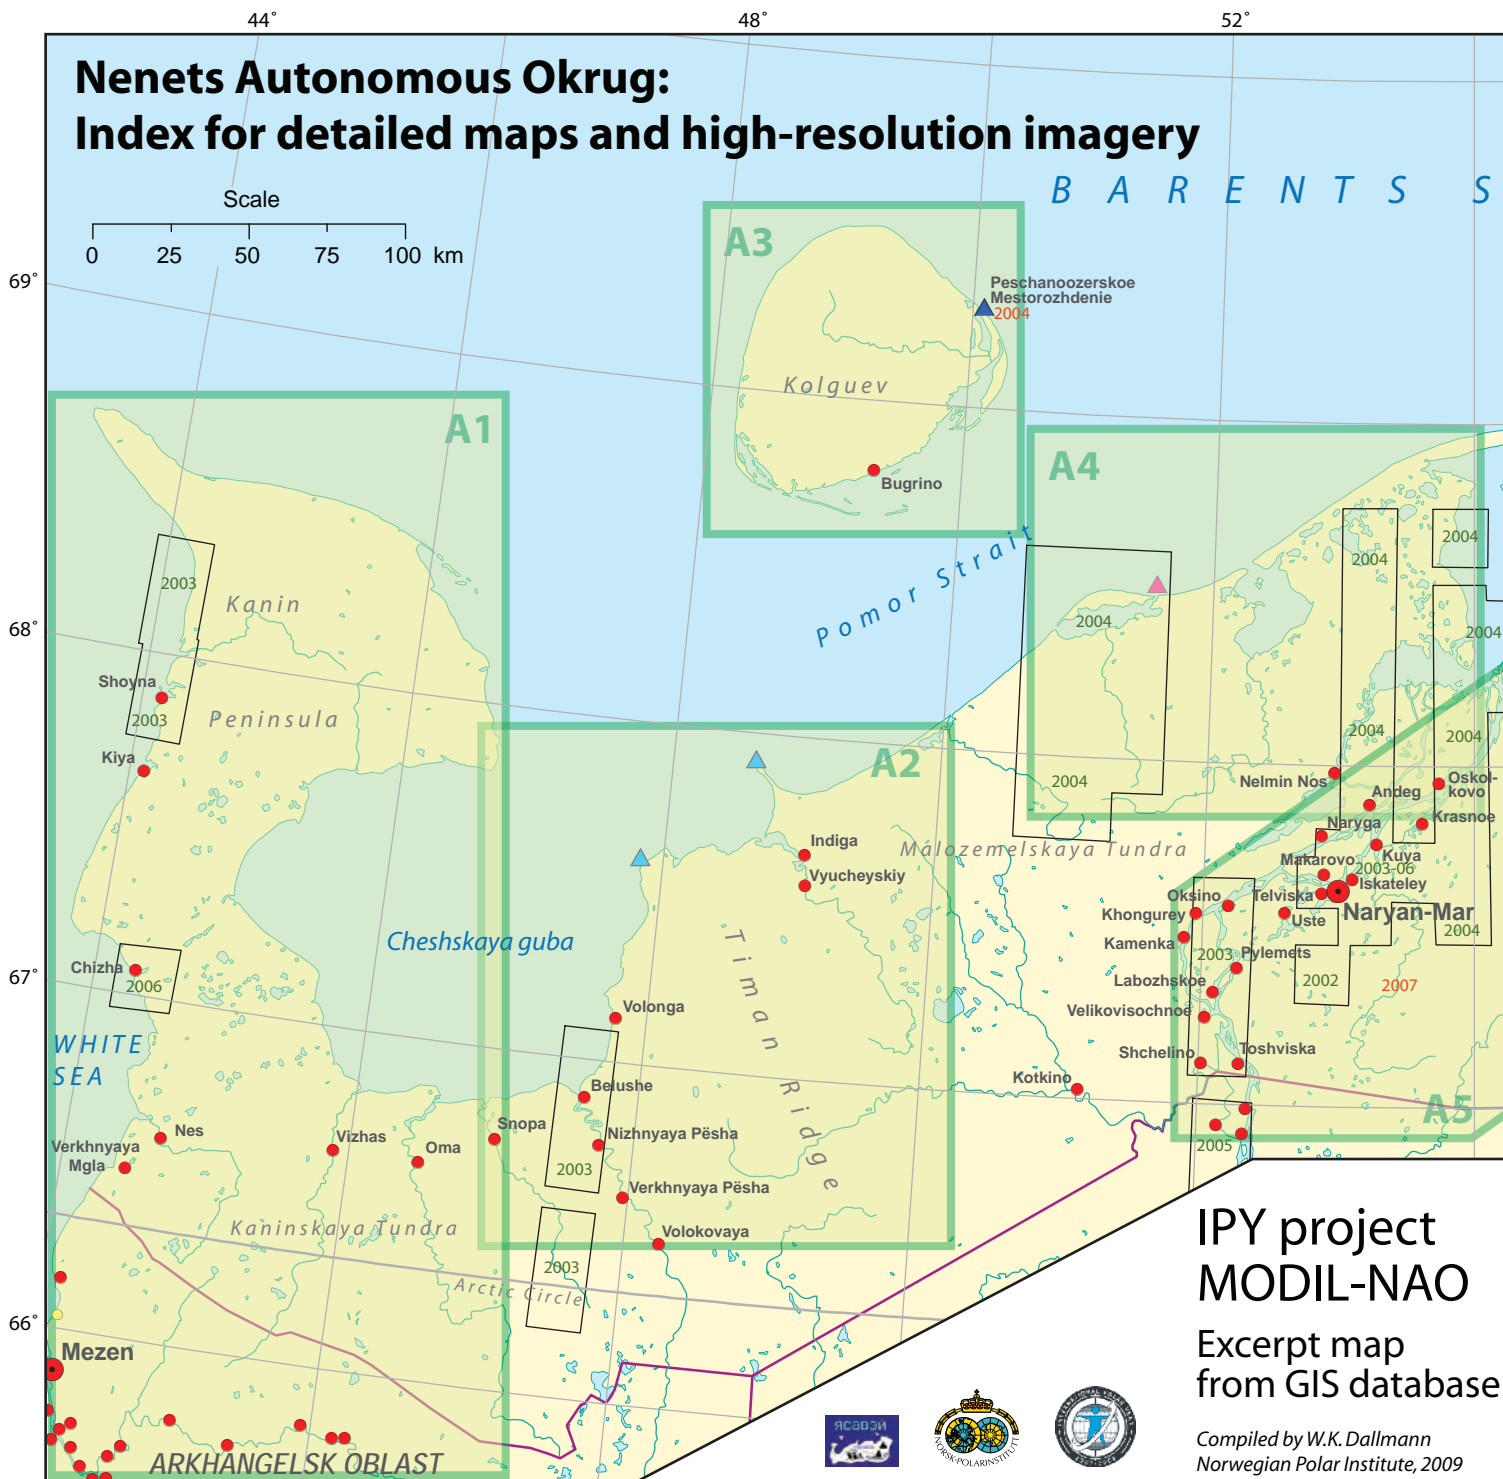 44°
48°
52°
Nenets Autonomous Okrug:
Index for detailed maps and high-resolution imagery
BARENTS S
Scale
0 25 50 75 100 km
69°
A3
Peschanoozerskoe
Mestorozhdenie
2004
Kolguev
Bugrino
A1
A4
Pomor Strait
2003
Kanin
68°
Shoyna
2003
Peninsula
Kiya
2004
2004
2004
2004
2004
2004
2004
A2
Nelmin Nos
Andeg
Oskol-
kovo
Naryga
Krasnoe
Indiga
Malozemelskaya Tundra
Makarovo
Kuya
2003-06
Vyucheyskiy
Iskateley
Oksino
Telviska
Khongurey
Uste
Naryan-Mar
2004
Kamenka
Cheshskaya guba
Timan Ridge
2003
Pylemets
67°
Chizha
2006
Labozhskoe
2002
2007
Velikovisochnoe
Volonga
WHITE
SEA
Shchelino
Toshviska
Kotkino
Belushe
A5
Snopa
Nes
Vizhas
Oma
Nizhnyaya Pësha
Verkhnyaya
Mgla
2003
2005
Verkhnyaya Pësha
Kaninskaya Tundra
Volokovaya
2003
Arctic Circle
66°
Mezen
ARKHANGELSK OBLAST
IPY project
MODIL-NAO
Excerpt map
from GIS database
Compiled by W.K. Dallmann
Norwegian Polar Institute, 2009
NORSK-POLARINSTITUTT